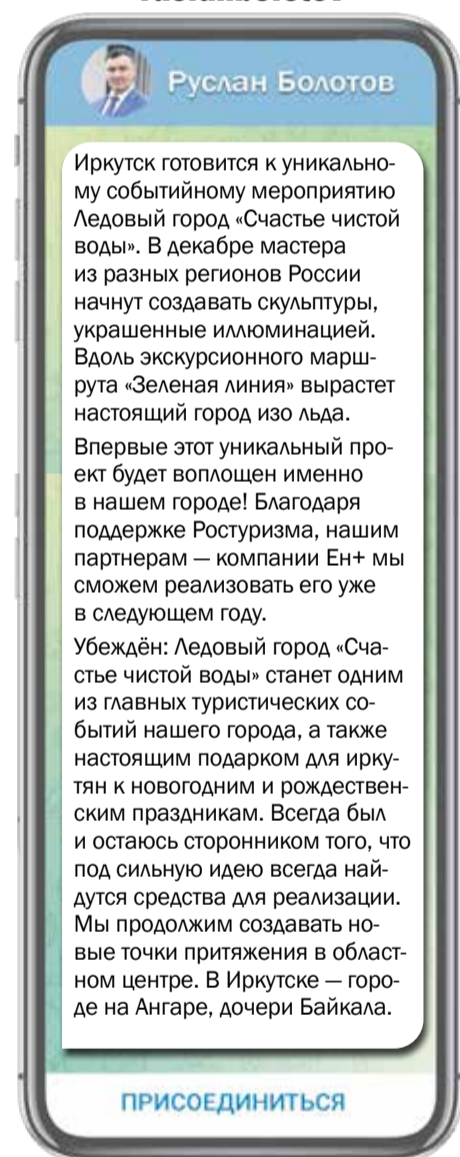 Руслан Болотов
Иркутск готовится к уникально-
му событийному мероприятию
Ледовый город «Счастье чистой
воды». В декабре мастера
из разных регионов России
начнут создавать скульптуры,
украшенные иллюминацией.
Вдоль экскурсионного марш-
рута «Зеленая линия» вырастет
настоящий город изо льда.
Впервые этот уникальный про-
ект будет воплощен именно
в нашем городе! Благодаря
поддержке Ростуризма, нашим
партнерам — компании Ен+ мы
сможем реализовать его уже
в следующем году.
Убеждён: Ледовый город «Сча-
стье чистой воды» станет одним
из главных туристических со-
бытий нашего города, а также
настоящим подарком для ирку-
тян к новогодним и рождествен-
ским праздникам. Всегда был
и остаюсь сторонником того, что
под сильную идею всегда най-
дутся средства для реализации.
Мы продолжим создавать но-
вые точки притяжения в област-
ном центре. В Иркутске — горо-
де на Ангаре, дочери Байкала.
ПРИСОЕДИНИТЬСЯ